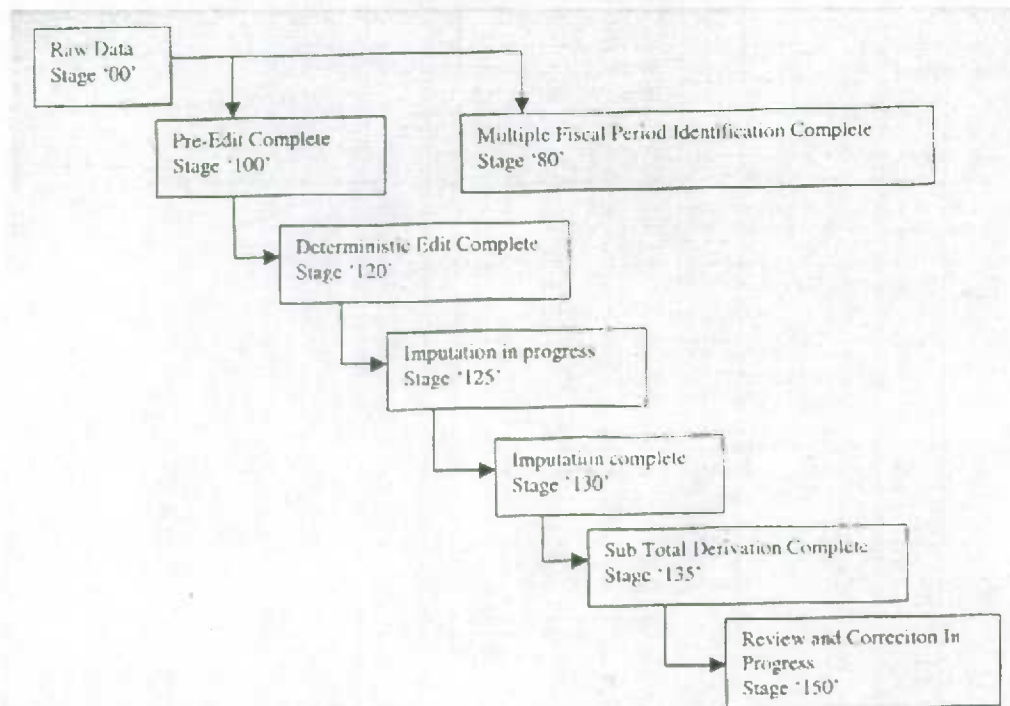 Raw Data
Stage ‘00’
Pre-Edit Complete
Stage ‘100’
Multiple Fiscal Period Identification Complete
Stage ‘80’
Deterministic Edit Complete
Stage ‘120’
Imputation in progress
Stage ‘125’
Imputation complete
Stage ‘130’
Sub Total Derivation Complete
Stage ‘135’
Review and Correciton In
Progress
Stage ‘150’